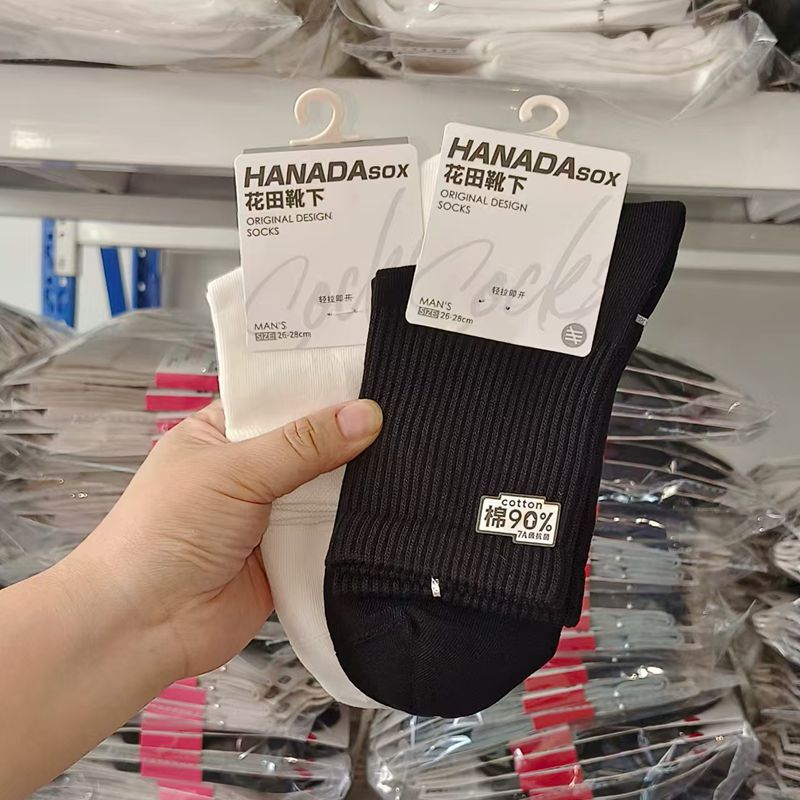 HANADASOX
花田靴下
ORIGINAL DESIGN
SOCKS
轻拉即开
MAN'S
SIZE 26-28cm
HANADASOX
花田靴下
ORIGINAL DESIGN
SOCKS
轻拉即开
MAN'S
SIZE 26-28cm
cotton
棉90%
7A级抗菌